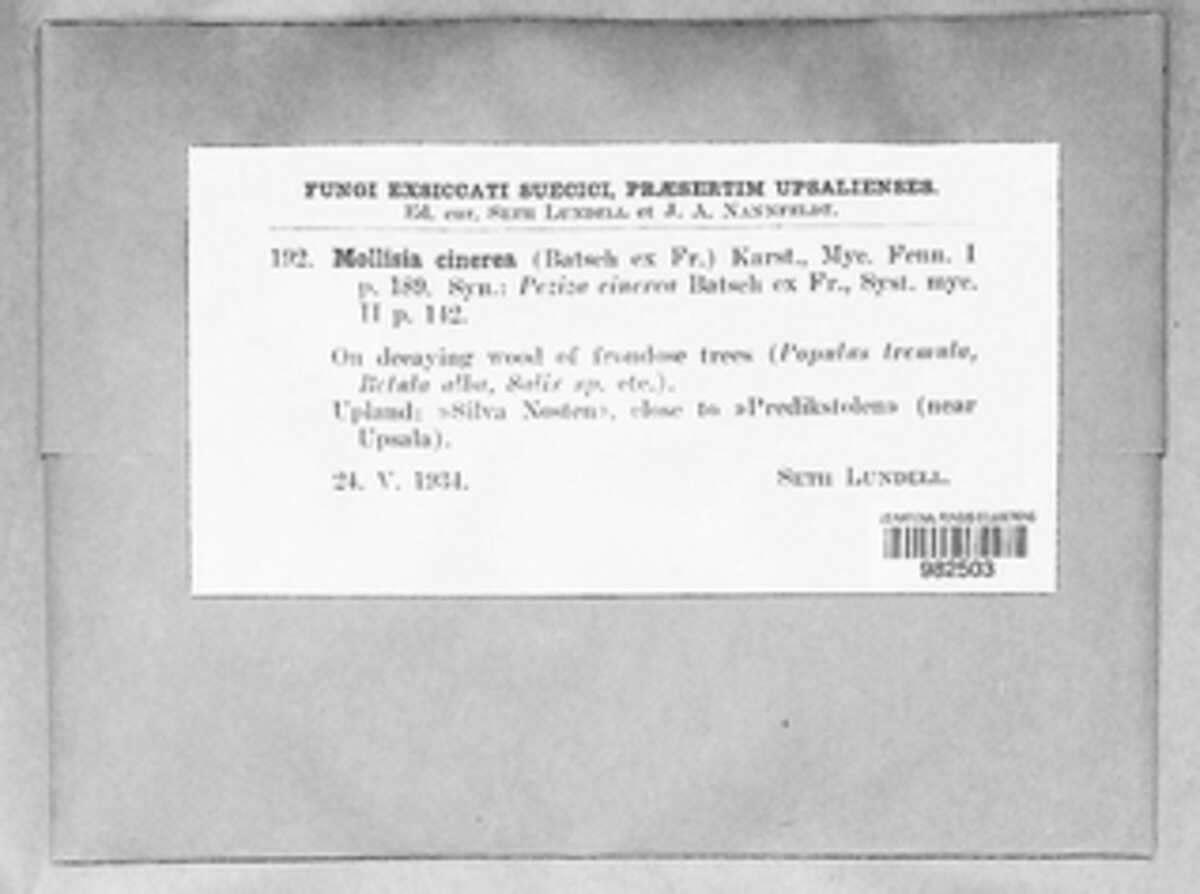 FUNGI EXSICCATI SUECICI, PRÆSERTIM UPSALIENSES.
Ed. cur. SETH LUNDELL et J. A. NANNFELDT.
192. Mollisia cinerea (Batsch ex Fr.) Karst., Myc. Fenn. I
p. 189. Syn.: Peziza cinerea Batsch ex Fr., Syst. myc.
II p. 142.
On decaying wood of frondose trees (Populus tremula,
Betula alba, Salix sp. etc.).
Upland: »Silva Nosten», close to »Predikstolen» (near
Upsala).
24. V. 1934. SETH LUNDELL.
982503